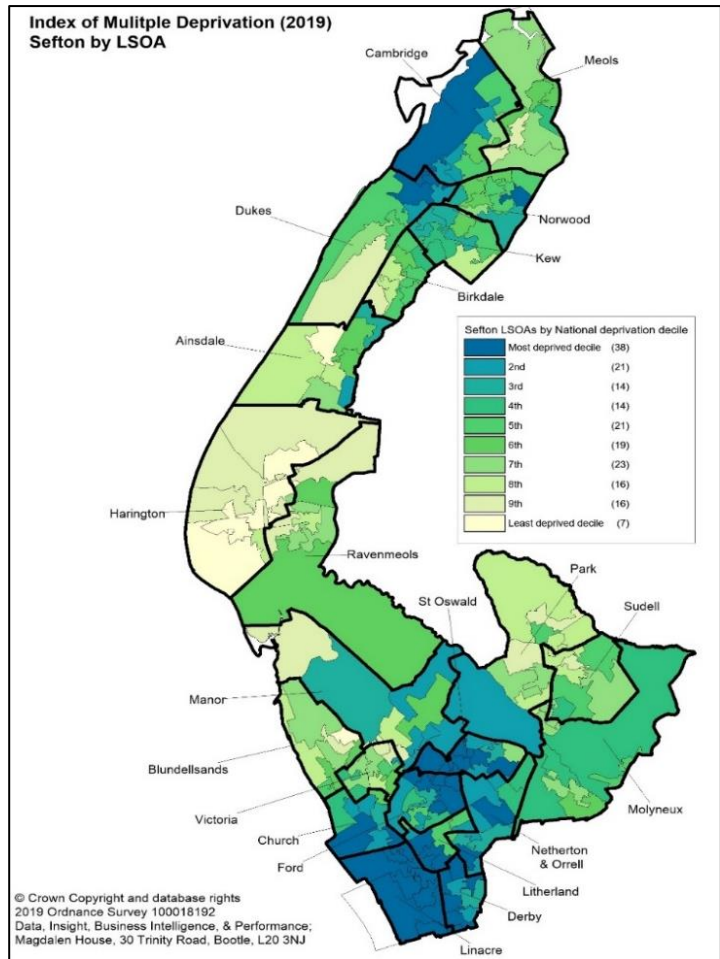 Index of Mulitple Deprivation (2019)
Sefton by LSOA
Cambridge
Meols
Dukes
Norwood
Kew
Birkdale
Sefton LSOAs by National deprivation decile
Most deprived decile (38)
2nd (21)
3rd (14)
4th (14)
5th (21)
6th (19)
7th (23)
8th (16)
9th (16)
Least deprived decile (7)
Ainsdale
Harington
Ravenmeols
Park
St Oswald
Sudell
Manor
Blundellsands
Molyneux
Victoria
Church
Netherton
& Orrell
Ford
Litherland
Derby
Linacre
© Crown Copyright and database rights
2019 Ordnance Survey 100018192
Data, Insight, Business Intelligence, & Performance;
Magdalen House, 30 Trinity Road, Bootle, L20 3NJ